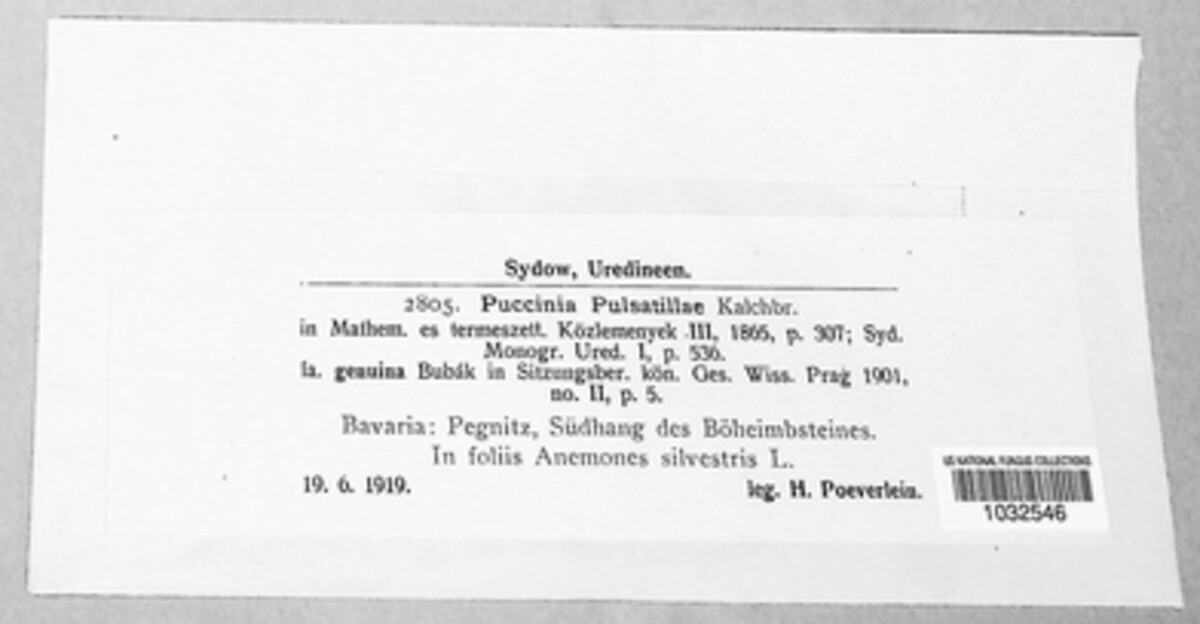 Sydow, Uredineen.
2805. Puccinia Pulsatillae Kalchbr.
in Mathem. es termeszett. Közlemenyek III, 1865, p. 307; Syd.
Monogr. Ured. I, p. 536.
fa. genuina Bubák in Sitzungsber. kön. Ges. Wiss. Prag 1901,
no. II, p. 5.
Bavaria: Pegnitz, Südhang des Böheimbsteines.
In foliis Anemones silvestris L.
19. 6. 1919. leg. H. Poeverlein.
US NATIONAL FUNGUS COLLECTIONS
1032546